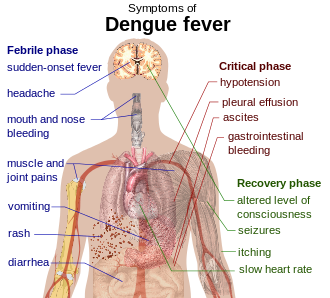 Symptoms of
Dengue fever
Febrile phase
sudden-onset fever
headache
mouth and nose
bleeding
muscle and
joint pains
vomiting
rash
diarrhea
Critical phase
hypotension
pleural effusion
ascites
gastrointestinal
bleeding
Recovery phase
altered level of
consciousness
seizures
itching
slow heart rate